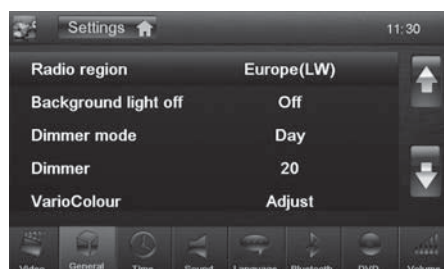 Settings 11:30
Radio region Europe(LW)
Background light off Off
Dimmer mode Day
Dimmer 20
VarioColour Adjust
Video General Time Sound Language Bluetooth DVD Volume